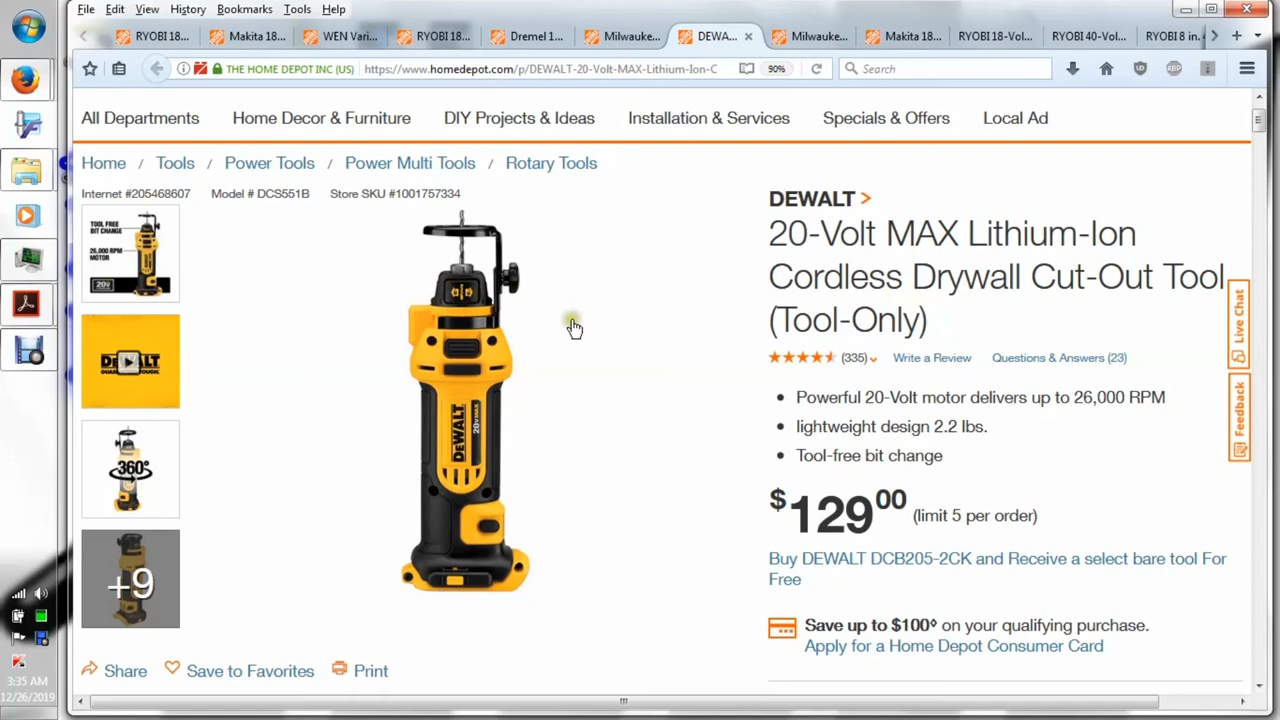 File Edit View History Bookmarks Tools Help
RYOBI 18... Makita 18... WEN Vari... RYOBI 18... Dremel 1... Milwauke... DEWA... Milwauke... Makita 18... RYOBI 18-Vol... RYOBI 40-Vol... RYOBI 8 in.
THE HOME DEPOT INC (US) https://www.homedepot.com/p/DEWALT-20-Volt-MAX-Lithium-Ion-C 90% Search
All Departments Home Decor & Furniture DIY Projects & Ideas Installation & Services Specials & Offers Local Ad
Home / Tools / Power Tools / Power Multi Tools / Rotary Tools
Internet #205468607 Model # DCS551B Store SKU #1001757334
TOOL FREE
BIT CHANGE
26,000 RPM
MOTOR
DEWALT
360°
+9
DEWALT
20V MAX
DEWALT >
20-Volt MAX Lithium-Ion
Cordless Drywall Cut-Out Tool
(Tool-Only)
(335) Write a Review Questions & Answers (23)
• Powerful 20-Volt motor delivers up to 26,000 RPM
• lightweight design 2.2 lbs.
• Tool-free bit change
$129 00 (limit 5 per order)
Buy DEWALT DCB205-2CK and Receive a select bare tool For
Free
Save up to $100◊ on your qualifying purchase.
Apply for a Home Depot Consumer Card
Share Save to Favorites Print
Live Chat
Feedback
3:35 AM
12/26/2019